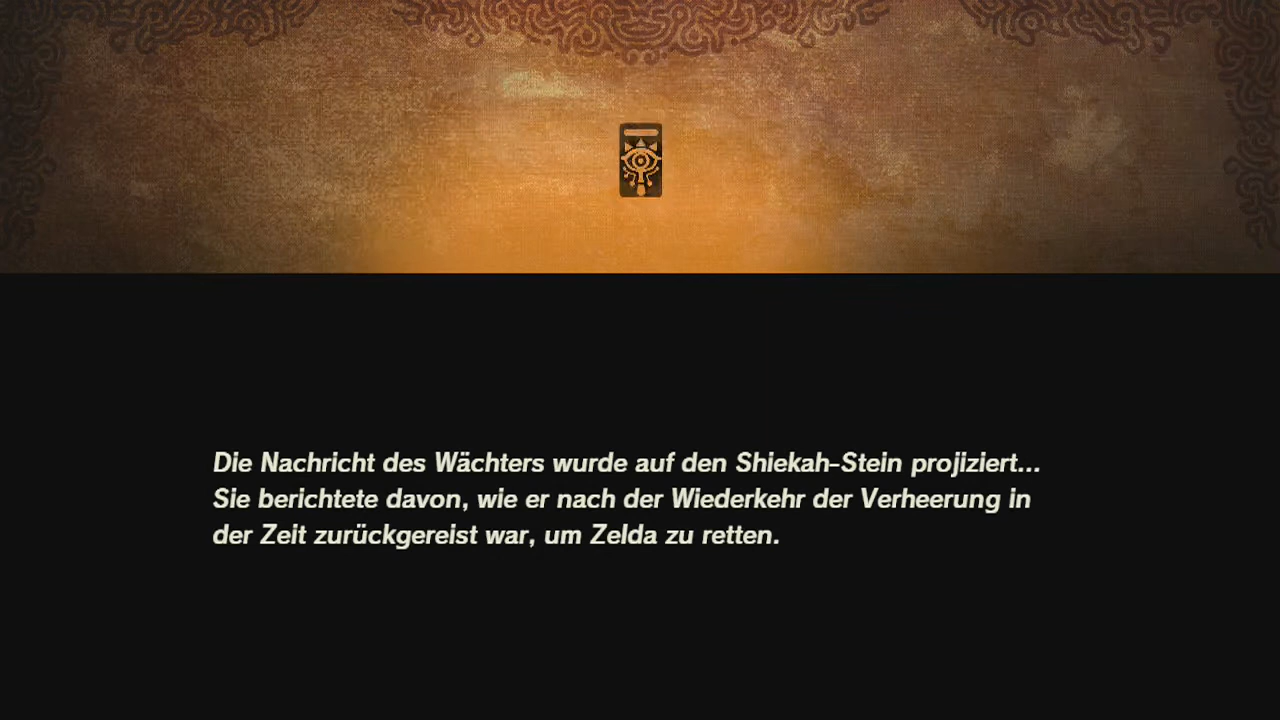 Die Nachricht des Wächters wurde auf den Shiekah-Stein projiziert...
Sie berichtete davon, wie er nach der Wiederkehr der Verheerung in
der Zeit zurückgereist war, um Zelda zu retten.